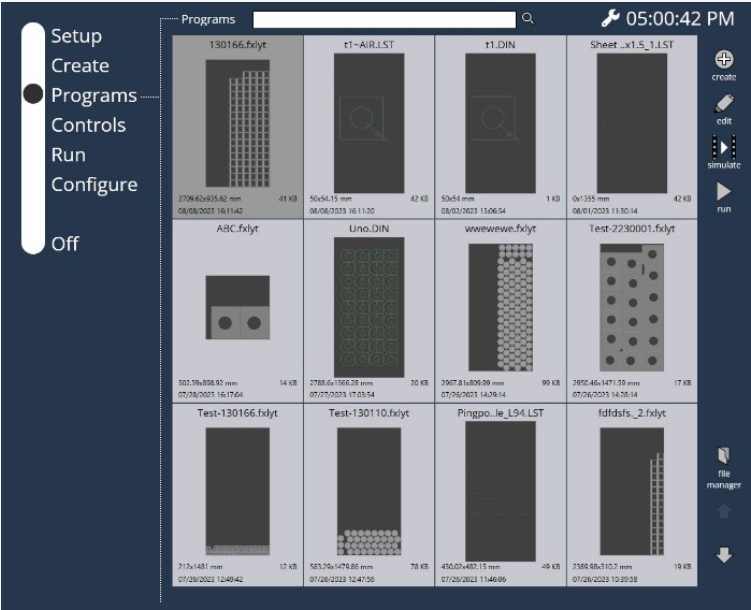 Programs
05:00:42 PM
Setup
Create
Programs
Controls
Run
Configure
Off
130166.fxlyt
2709.62x935.62 mm 41 KB
08/08/2023 16:11:42
t1~AIR.LST
50x54.15 mm 42 KB
08/08/2023 16:11:20
t1.DIN
50x54 mm 1 KB
08/02/2023 15:06:54
Sheet ..x1.5_1.LST
0x1355 mm 42 KB
08/01/2023 11:30:14
ABC.fxlyt
502.59x898.92 mm 14 KB
07/28/2023 16:17:04
Uno.DIN
2788.6x1366.28 mm 20 KB
07/27/2023 17:03:54
wwewewe.fxlyt
2967.81x809.99 mm 99 KB
07/26/2023 14:29:14
Test-2230001.fxlyt
2950.46x1471.59 mm 17 KB
07/26/2023 14:28:14
Test-130166.fxlyt
212x1481 mm 12 KB
07/26/2023 12:49:42
Test-130110.fxlyt
583.29x1479.86 mm 78 KB
07/26/2023 12:47:56
Pingpo..le_L94.LST
430.02x482.15 mm 49 KB
07/26/2023 11:46:06
fdfdsfs._2.fxlyt
2389.98x310.2 mm 19 KB
07/26/2023 10:39:58
create
edit
simulate
run
file
manager